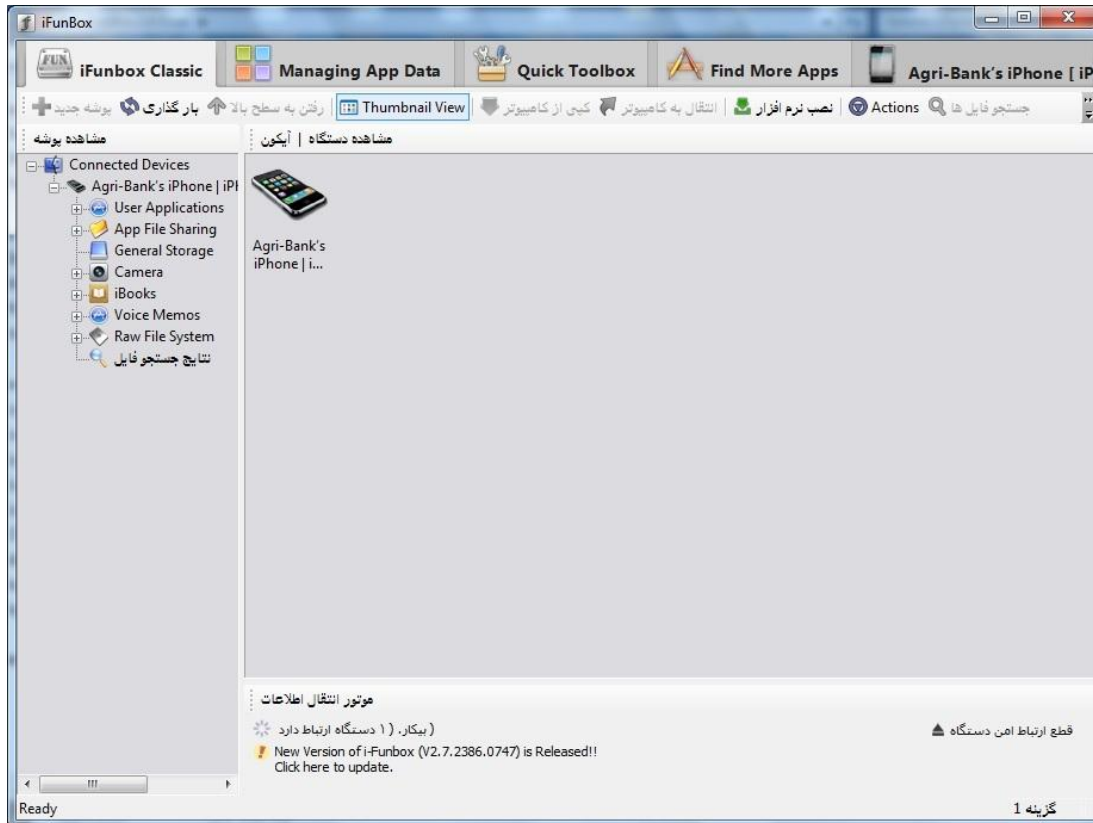 iFunBox
iFunbox Classic
Managing App Data
Quick Toolbox
Find More Apps
Agri-Bank's iPhone [ iP
پوشه جدید
بار گذاری
رفتن به سطح بالا
Thumbnail View
کپی از کامپیوتر
انتقال به کامپیوتر
نصب نرم افزار
Actions
جستجو فایل ها
مشاهده پوشه
مشاهده دستگاه | آیکون
Connected Devices
Agri-Bank's iPhone | iPh
User Applications
App File Sharing
General Storage
Camera
iBooks
Voice Memos
Raw File System
نتایج جستجو فایل
Agri-Bank's
iPhone | i...
موتور انتقال اطلاعات
( بیکار. ( ۱ دستگاه ارتباط دارد
قطع ارتباط امن دستگاه
New Version of i-Funbox (V2.7.2386.0747) is Released!!
Click here to update.
Ready
گزینه 1